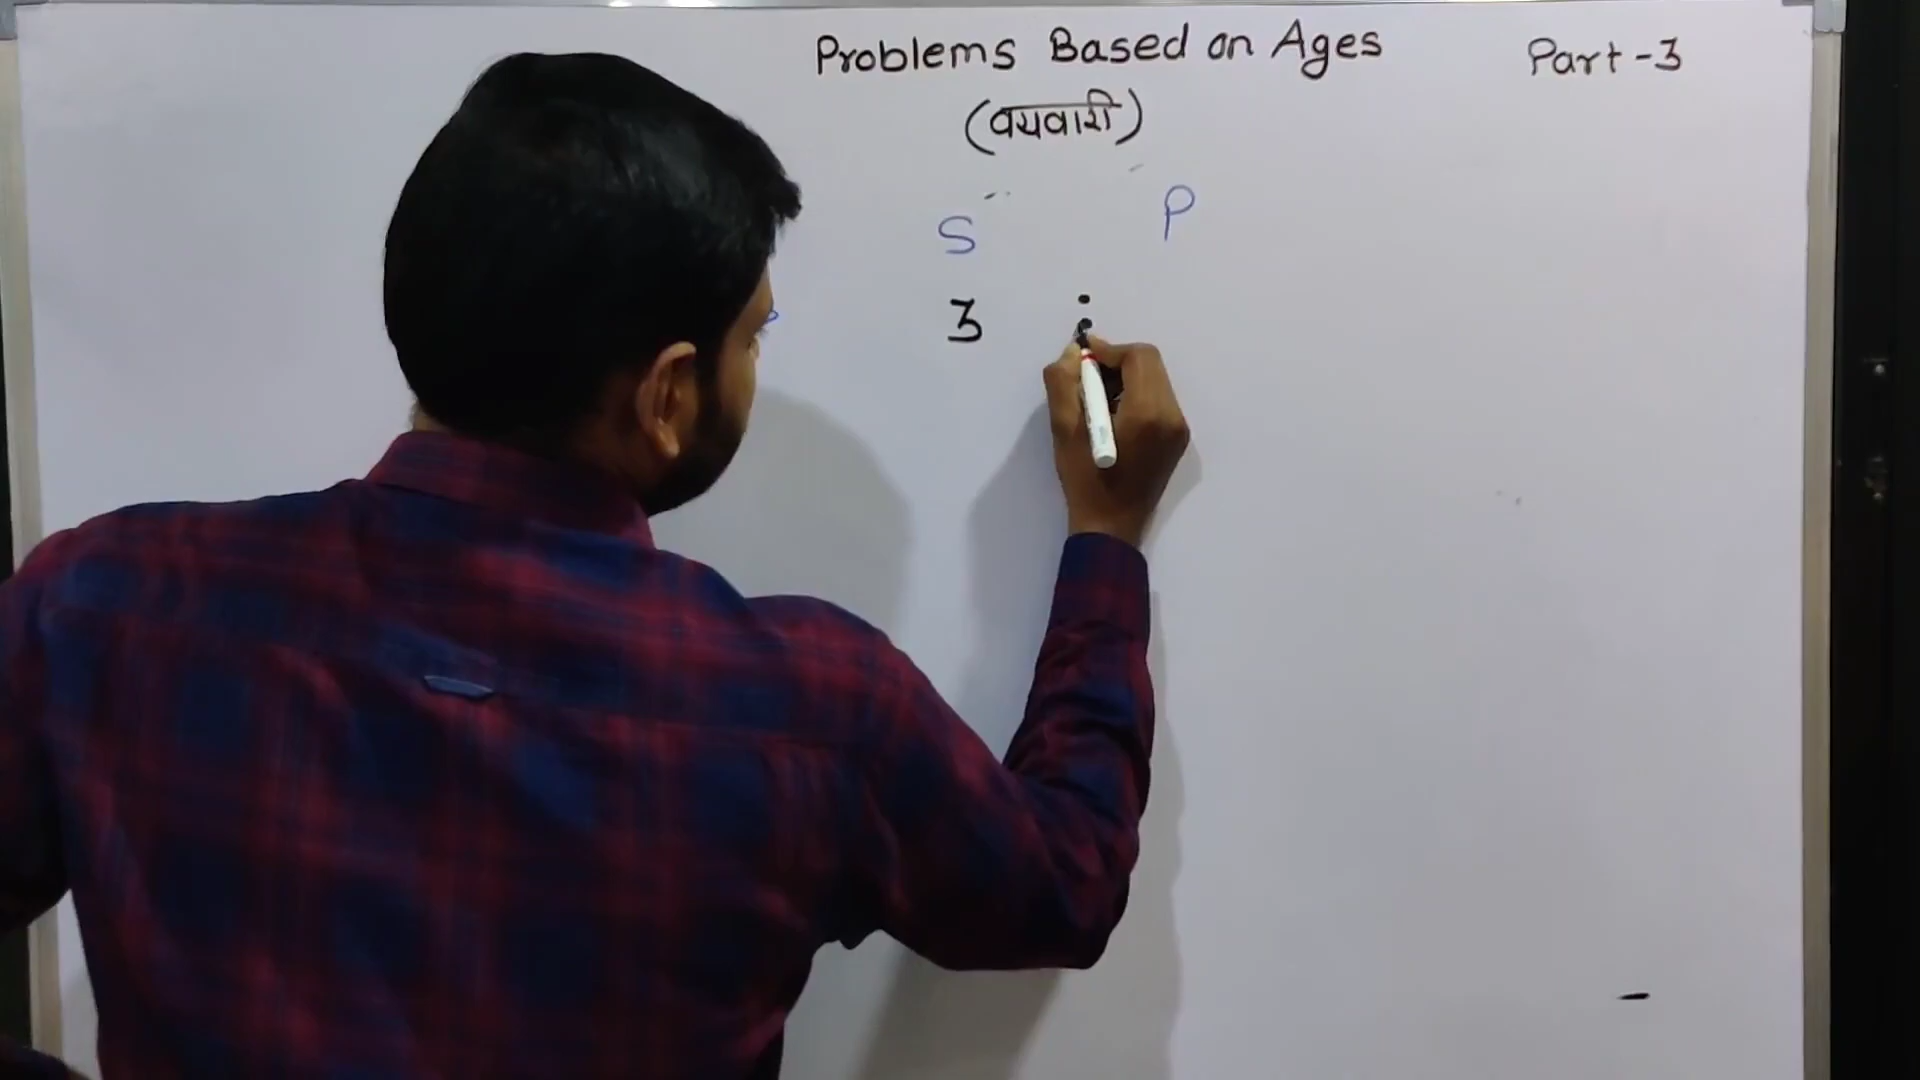 Problems Based on Ages Part-3
(वयवारी)
S P
3 :